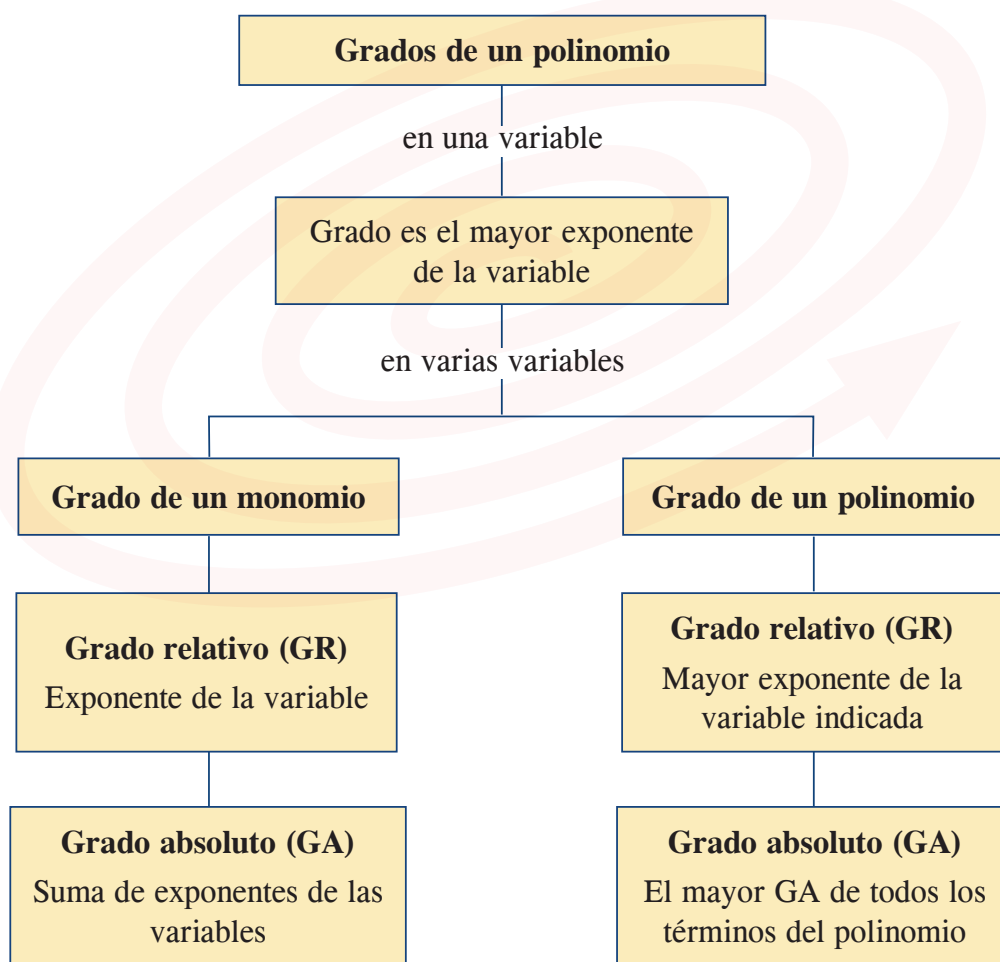 Grados de un polinomio
en una variable
Grado es el mayor exponente
de la variable
en varias variables
Grado de un monomio
Grado relativo (GR)
Exponente de la variable
Grado absoluto (GA)
Suma de exponentes de las
variables
Grado de un polinomio
Grado relativo (GR)
Mayor exponente de la
variable indicada
Grado absoluto (GA)
El mayor GA de todos los
términos del polinomio